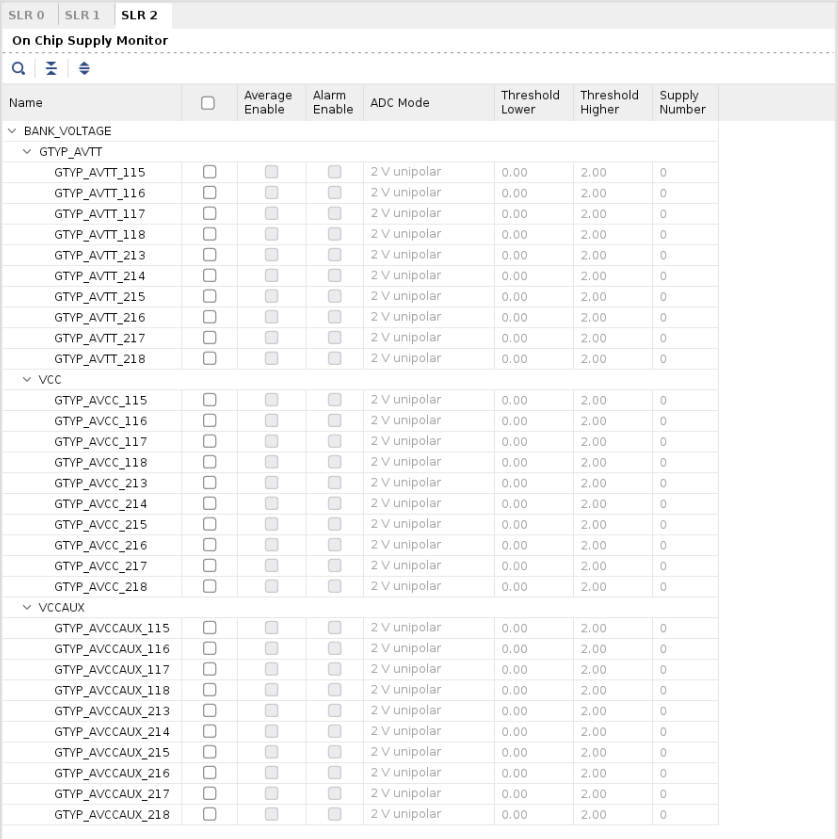 SLR 0 SLR 1 SLR 2
On Chip Supply Monitor
Name Average Enable Alarm Enable ADC Mode Threshold Lower Threshold Higher Supply Number
BANK_VOLTAGE
GTYP_AVTT
GTYP_AVTT_115 2 V unipolar 0.00 2.00 0
GTYP_AVTT_116 2 V unipolar 0.00 2.00 0
GTYP_AVTT_117 2 V unipolar 0.00 2.00 0
GTYP_AVTT_118 2 V unipolar 0.00 2.00 0
GTYP_AVTT_213 2 V unipolar 0.00 2.00 0
GTYP_AVTT_214 2 V unipolar 0.00 2.00 0
GTYP_AVTT_215 2 V unipolar 0.00 2.00 0
GTYP_AVTT_216 2 V unipolar 0.00 2.00 0
GTYP_AVTT_217 2 V unipolar 0.00 2.00 0
GTYP_AVTT_218 2 V unipolar 0.00 2.00 0
VCC
GTYP_AVCC_115 2 V unipolar 0.00 2.00 0
GTYP_AVCC_116 2 V unipolar 0.00 2.00 0
GTYP_AVCC_117 2 V unipolar 0.00 2.00 0
GTYP_AVCC_118 2 V unipolar 0.00 2.00 0
GTYP_AVCC_213 2 V unipolar 0.00 2.00 0
GTYP_AVCC_214 2 V unipolar 0.00 2.00 0
GTYP_AVCC_215 2 V unipolar 0.00 2.00 0
GTYP_AVCC_216 2 V unipolar 0.00 2.00 0
GTYP_AVCC_217 2 V unipolar 0.00 2.00 0
GTYP_AVCC_218 2 V unipolar 0.00 2.00 0
VCCAUX
GTYP_AVCCAUX_115 2 V unipolar 0.00 2.00 0
GTYP_AVCCAUX_116 2 V unipolar 0.00 2.00 0
GTYP_AVCCAUX_117 2 V unipolar 0.00 2.00 0
GTYP_AVCCAUX_118 2 V unipolar 0.00 2.00 0
GTYP_AVCCAUX_213 2 V unipolar 0.00 2.00 0
GTYP_AVCCAUX_214 2 V unipolar 0.00 2.00 0
GTYP_AVCCAUX_215 2 V unipolar 0.00 2.00 0
GTYP_AVCCAUX_216 2 V unipolar 0.00 2.00 0
GTYP_AVCCAUX_217 2 V unipolar 0.00 2.00 0
GTYP_AVCCAUX_218 2 V unipolar 0.00 2.00 0